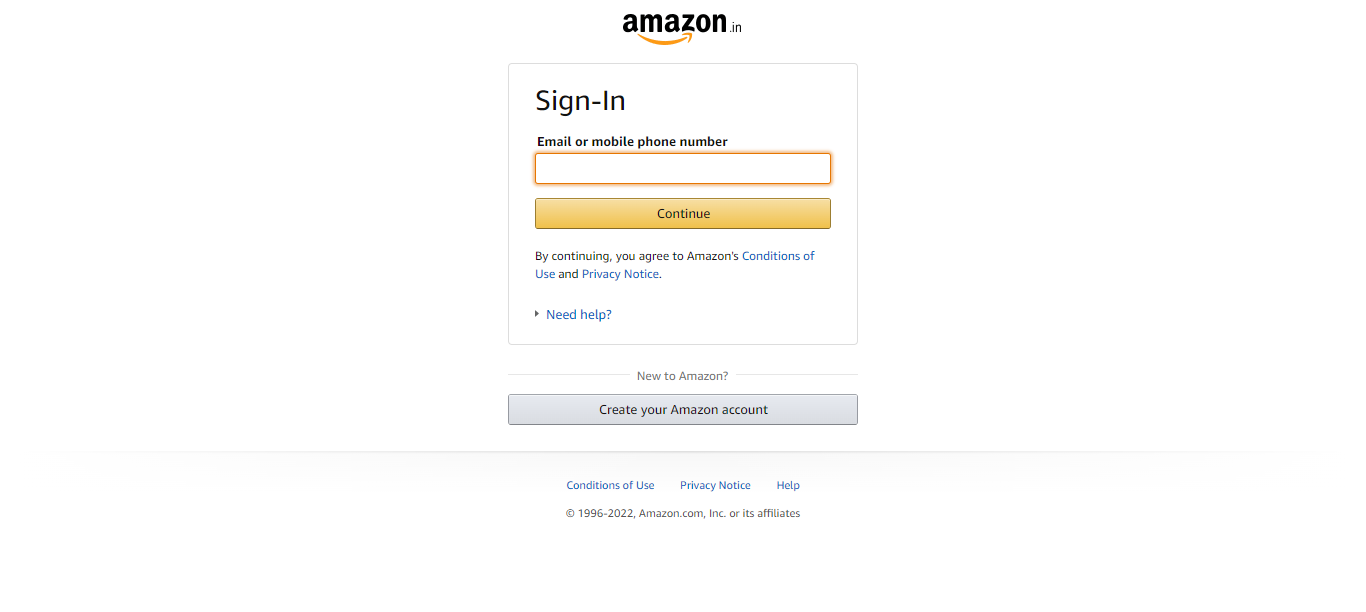 amazon.in
Sign-In
Email or mobile phone number
Continue
By continuing, you agree to Amazon's Conditions of
Use and Privacy Notice.
Need help?
New to Amazon?
Create your Amazon account
Conditions of Use Privacy Notice Help
© 1996-2022, Amazon.com, Inc. or its affiliates